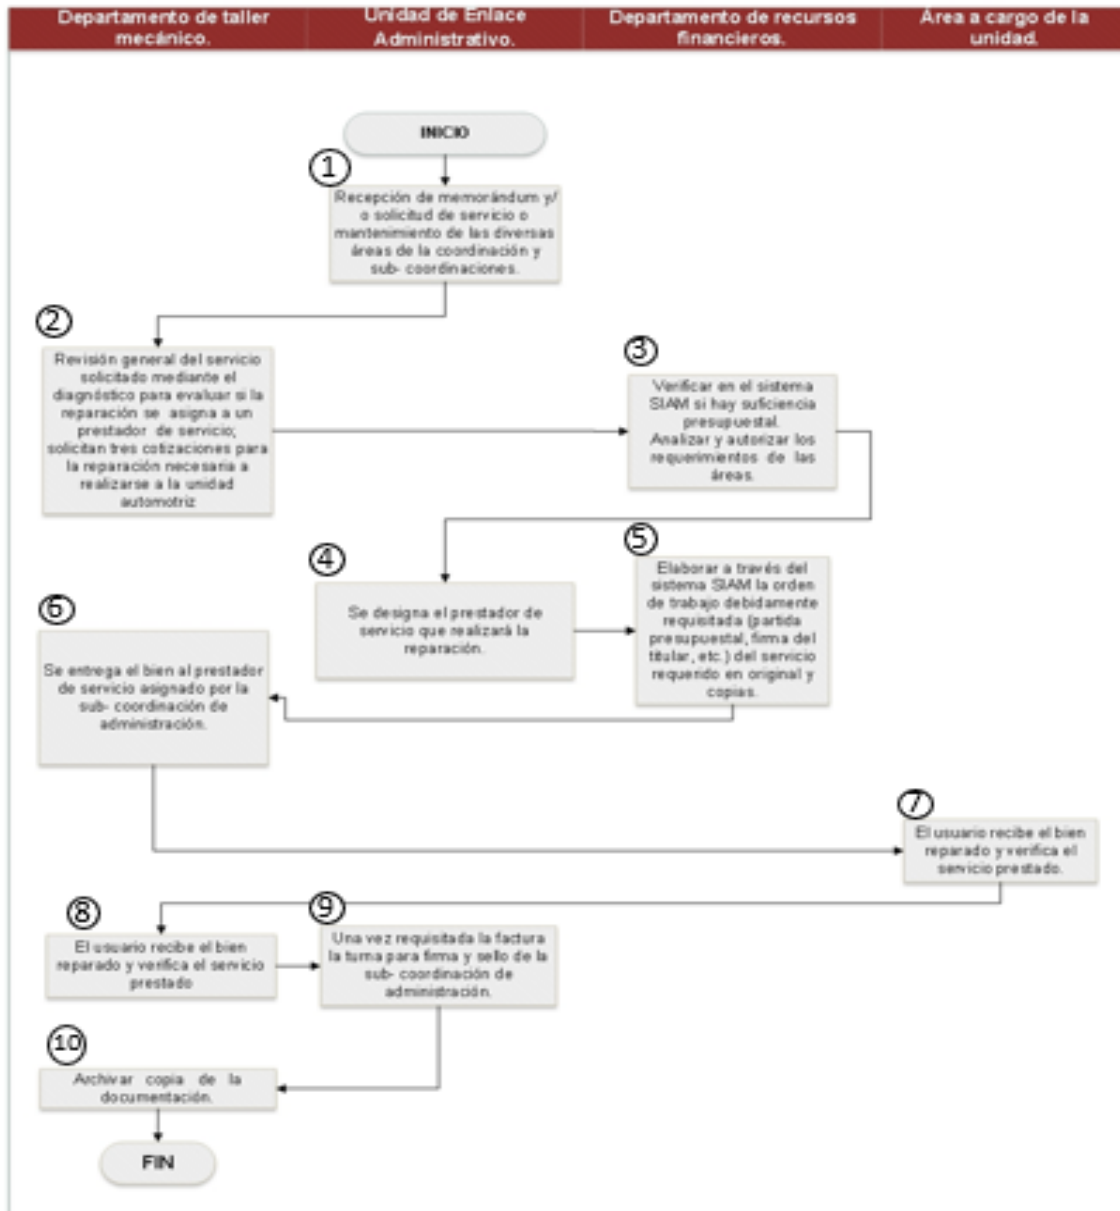 Departamento de taller
mecánico.
Unidad de Enlace
Administrativo.
Departamento de recursos
financieros.
Área a cargo de la
unidad.
INICIO
1
Recepción de memorándum y/
o solicitud de servicio o
mantenimiento de las diversas
áreas de la coordinación y
sub- coordinaciones.
2
Revisión general del servicio
solicitado mediante el
diagnóstico para evaluar si la
reparación se asigna a un
prestador de servicio;
solicitan tres cotizaciones para
la reparación necesaria a
realizarse a la unidad
automotriz
3
Verificar en el sistema
SIAM si hay suficiencia
presupuestal.
Analizar y autorizar los
requerimientos de las
áreas.
4
Se designa el prestador de
servicio que realizará la
reparación.
5
Elaborar a través del
sistema SIAM la orden
de trabajo debidamente
requisitada (partida
presupuestal, firma del
titular, etc.) del servicio
requerido en original y
copias.
6
Se entrega el bien al prestador
de servicio asignado por la
sub- coordinación de
administración.
7
El usuario recibe el bien
reparado y verifica el
servicio prestado.
8
El usuario recibe el bien
reparado y verifica el servicio
prestado
9
Una vez requisitada la factura
la turna para firma y sello de la
sub- coordinación de
administración.
10
Archivar copia de la
documentación.
FIN